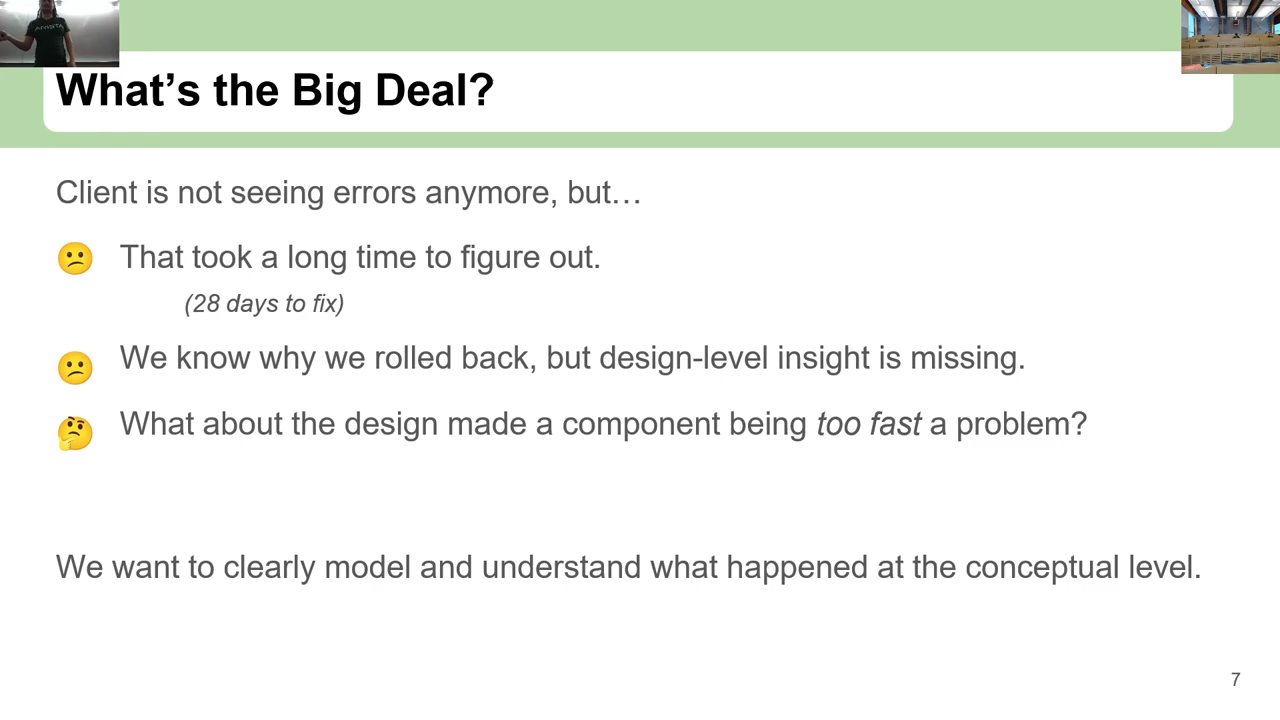 What's the Big Deal?
Client is not seeing errors anymore, but…
That took a long time to figure out.
(28 days to fix)
We know why we rolled back, but design-level insight is missing.
What about the design made a component being too fast a problem?
We want to clearly model and understand what happened at the conceptual level.
7